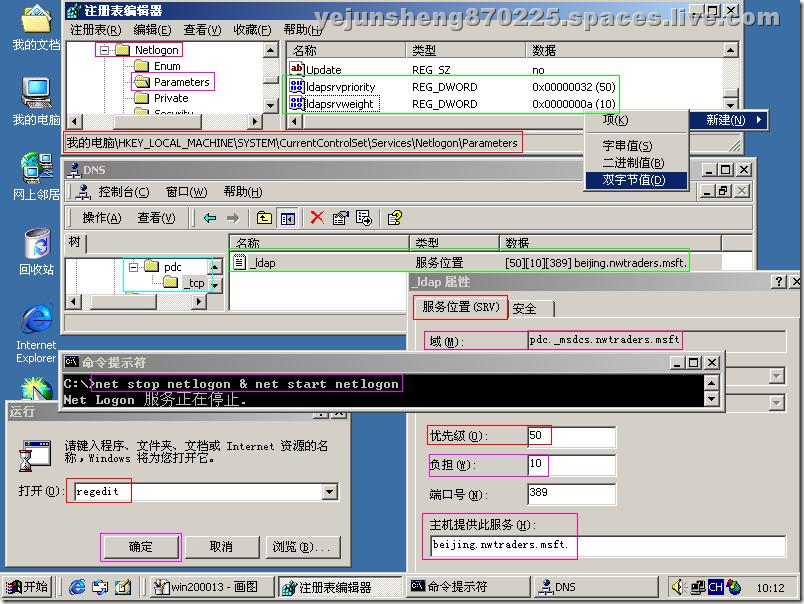 yejunsheng870225.spaces.live.com
我的文档
我的电脑
网上邻居
回收站
Internet Explorer
注册表编辑器
注册表(R) 编辑(E) 查看(V) 收藏(F) 帮助(H)
Netlogon
Enum
Parameters
Private
Security
名称 类型 数据
Update REG_SZ no
ldapsrvpriority REG_DWORD 0x00000032 (50)
ldapsrvweight REG_DWORD 0x0000000a (10)
我的电脑\HKEY_LOCAL_MACHINE\SYSTEM\CurrentControlSet\Services\Netlogon\Parameters
新建(N)
项(K)
字串值(S)
二进制值(B)
双字节值(D)
DNS
控制台(C) 窗口(W) 帮助(H)
操作(A) 查看(V)
树
pdc
_tcp
名称 类型 数据
_ldap 服务位置 [50][10][389] beijing.nwtraders.msft.
_ldap 属性
服务位置(SRV) 安全
域(M): pdc._msdcs.nwtraders.msft
优先级(O): 50
负担(W): 10
端口号(N): 389
主机提供此服务(H):
beijing.nwtraders.msft.
命令提示符
C:\>net stop netlogon & net start netlogon
Net Logon 服务正在停止.
运行
请键入程序、文件夹、文档或 Internet 资源的名
称,Windows 将为您打开它。
打开(O): regedit
确定 取消 浏览(B)...
开始 win200013 - 画图 注册表编辑器 命令提示符 DNS CH 10:12